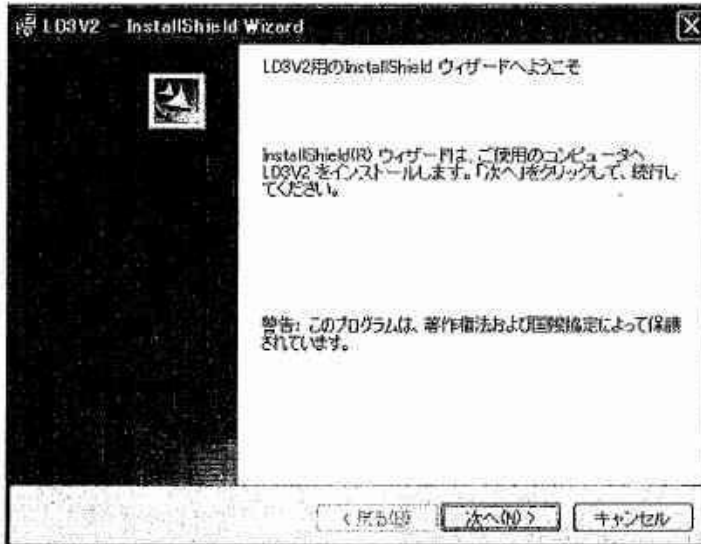 LD3V2 - InstallShield Wizard
LD3V2用のInstallShield ウィザードへようこそ
InstallShield(R) ウィザードは、ご使用のコンピュータへ
LD3V2 をインストールします。「次へ」をクリックして、続行し
てください。
警告: このプログラムは、著作権法および国際協定によって保護
されています。
< 戻る(B)
次へ(N) >
キャンセル